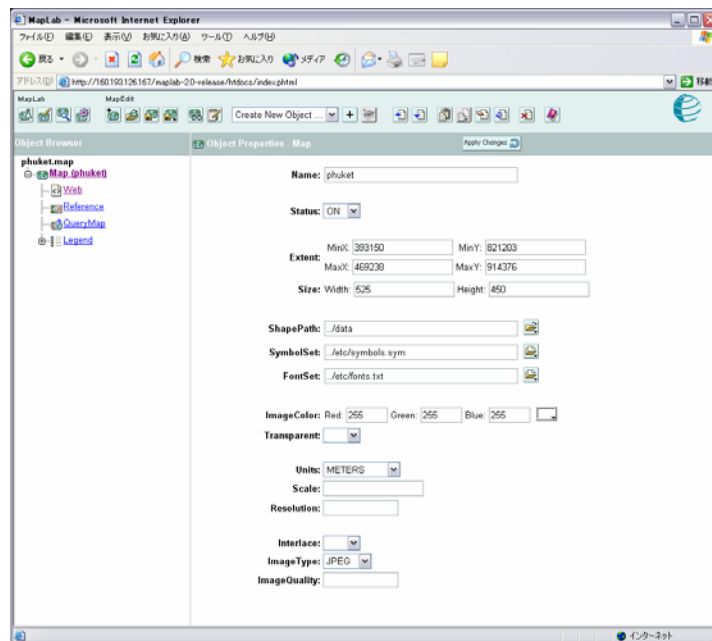 MapLab - Microsoft Internet Explorer
ファイル(F) 編集(E) 表示(V) お気に入り(A) ツール(T) ヘルプ(H)
戻る 検索 お気に入り メディア
アドレス(D) http://160.193.126.167/maplab-2.0-release/htdocs/index.phtml 移動
MapLab MapEdit
Create New Object ...
Object Browser
phuket.map
Map (phuket)
Web
Reference
QueryMap
Legend
Object Properties - Map Apply Changes
Name: phuket
Status: ON
Extent: MinX: 393150 MinY: 821203
MaxX: 469238 MaxY: 914376
Size: Width: 525 Height: 450
ShapePath: ../data
SymbolSet: ../etc/symbols.sym
FontSet: ../etc/fonts.txt
ImageColor: Red: 255 Green: 255 Blue: 255
Transparent:
Units: METERS
Scale:
Resolution:
Interlace:
ImageType: JPEG
ImageQuality:
インターネット